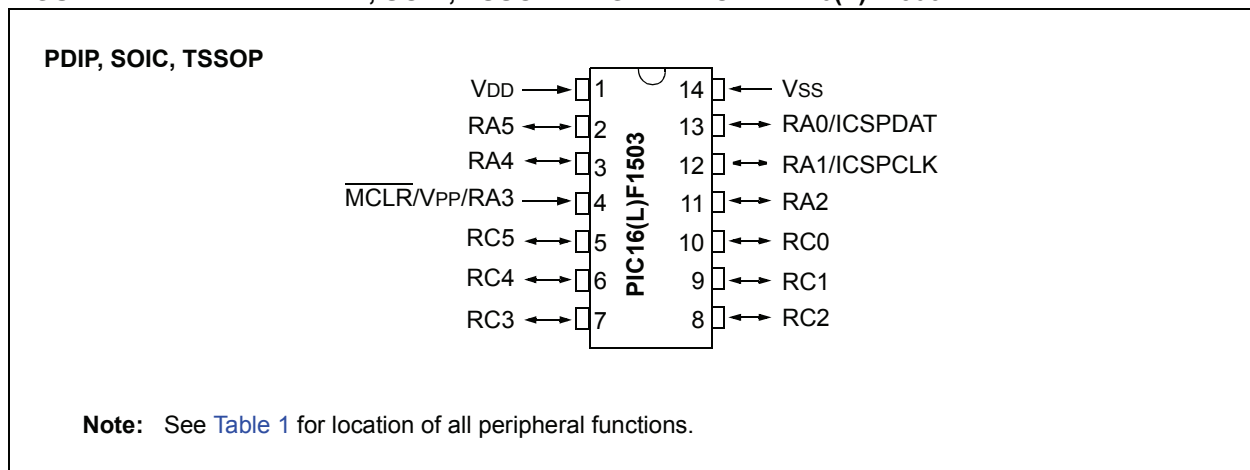 PDIP, SOIC, TSSOP
VDD 1 14 VSS
RA5 2 13 RA0/ICSPDAT
RA4 3 12 RA1/ICSPCLK
MCLR/VPP/RA3 4 11 RA2
RC5 5 10 RC0
RC4 6 9 RC1
RC3 7 8 RC2
PIC16(L)F1503
Note: See Table 1 for location of all peripheral functions.